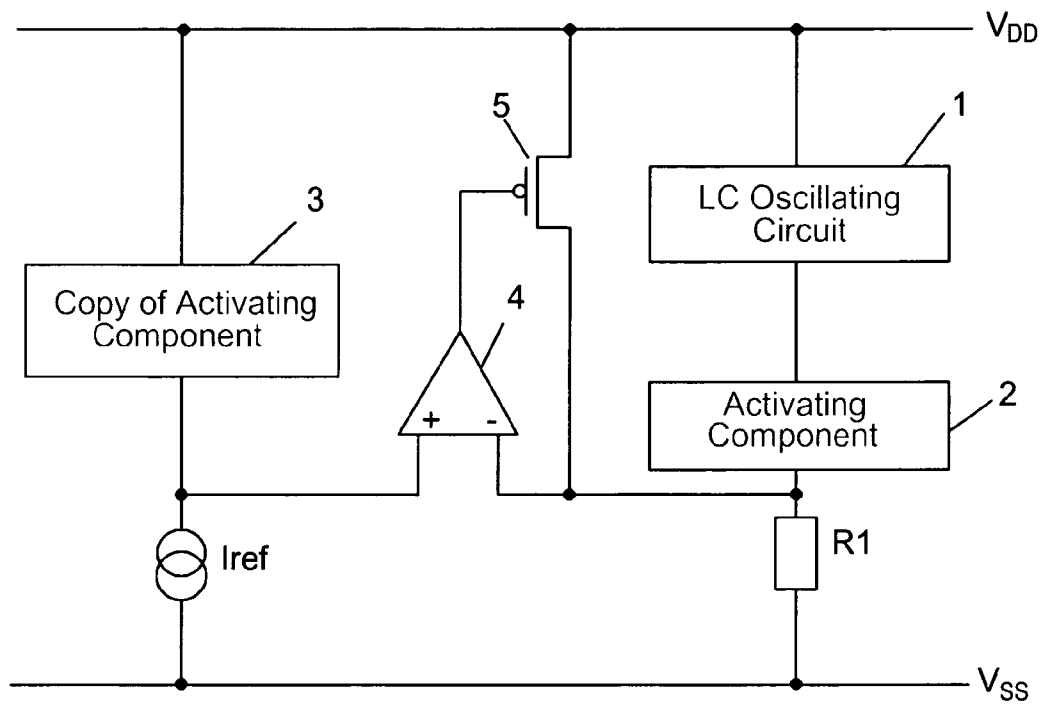 V_DD
5
1
LC Oscillating
Circuit
3
Copy of Activating
Component
4
+ -
Activating
Component
2
Iref
R1
V_SS